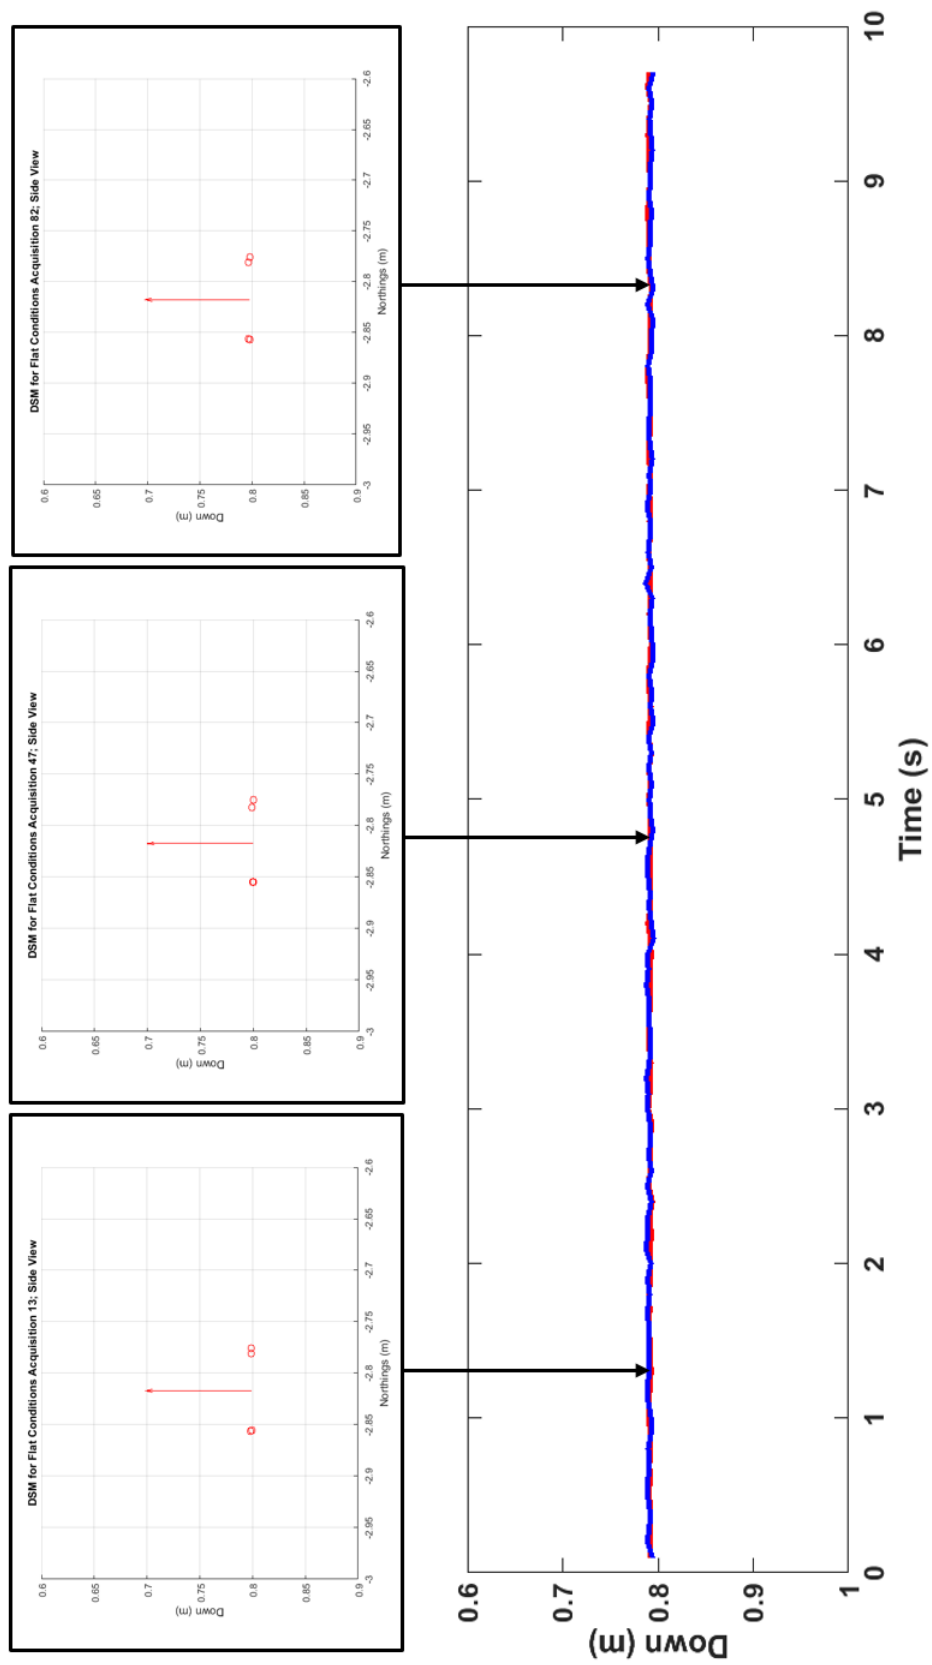 DSM for Flat Conditions Acquisition 13; Side View
0.6
0.65
0.7
0.75
0.8
0.85
0.9
Down (m)
-3 -2.95 -2.9 -2.85 -2.8 -2.75 -2.7 -2.65 -2.6
Northings (m)
DSM for Flat Conditions Acquisition 47; Side View
0.6
0.65
0.7
0.75
0.8
0.85
0.9
Down (m)
-3 -2.95 -2.9 -2.85 -2.8 -2.75 -2.7 -2.65 -2.6
Northings (m)
DSM for Flat Conditions Acquisition 82; Side View
0.6
0.65
0.7
0.75
0.8
0.85
0.9
Down (m)
-3 -2.95 -2.9 -2.85 -2.8 -2.75 -2.7 -2.65 -2.6
Northings (m)
0.6
0.7
0.8
0.9
1
Down (m)
0 1 2 3 4 5 6 7 8 9 10
Time (s)